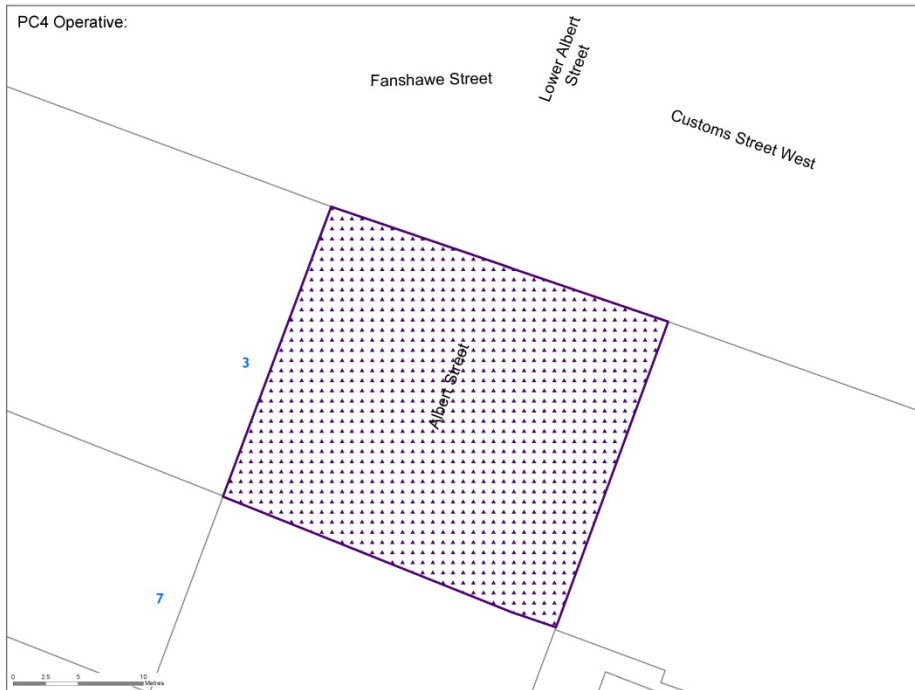 PC4 Operative:
Fanshawe Street
Lower Albert
Street
Customs Street West
3
Albert Street
7
0 2.5 5 10
Metres